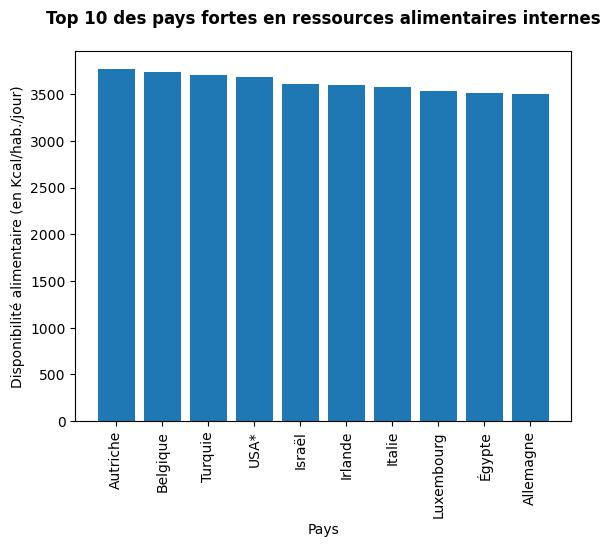 Top 10 des pays fortes en ressources alimentaires internes
Disponibilité alimentaire (en Kcal/hab./jour)
3500
3000
2500
2000
1500
1000
500
0
Autriche
Belgique
Turquie
USA*
Israël
Irlande
Italie
Luxembourg
Égypte
Allemagne
Pays